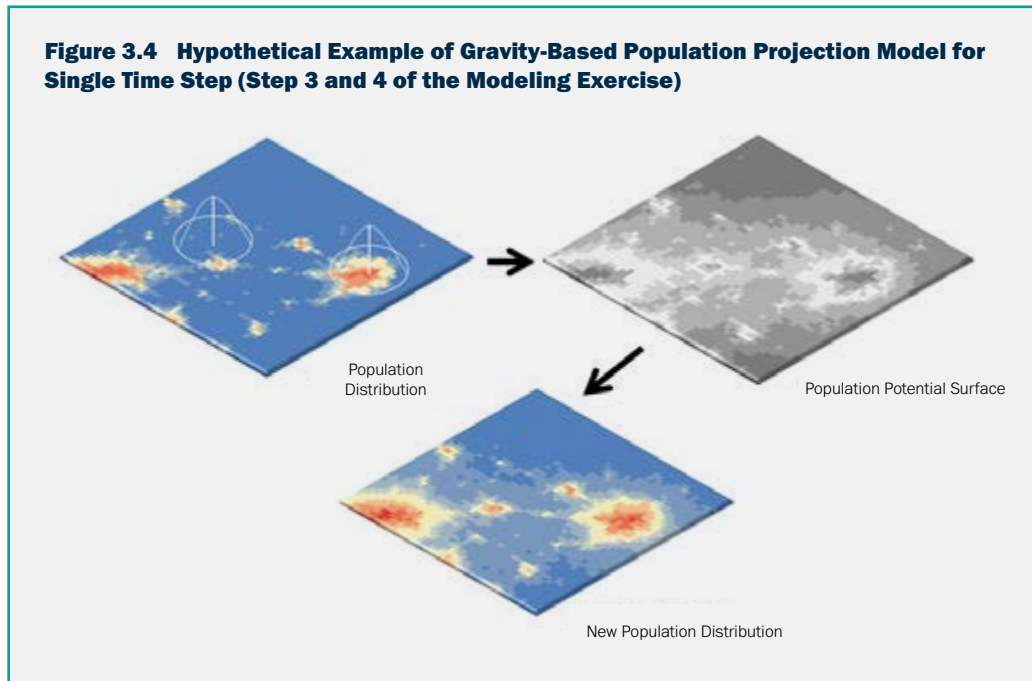 Figure 3.4 Hypothetical Example of Gravity-Based Population Projection Model for
Single Time Step (Step 3 and 4 of the Modeling Exercise)
Population
Distribution
Population Potential Surface
New Population Distribution